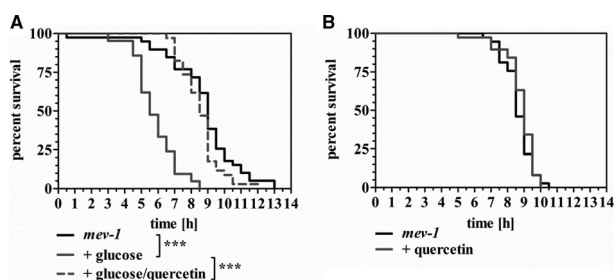 A
percent survival
100
75
50
25
0
0 1 2 3 4 5 6 7 8 9 10 11 12 13 14
time [h]
mev-1
+ glucose
***
+ glucose/quercetin
***
B
percent survival
100
75
50
25
0
0 1 2 3 4 5 6 7 8 9 10 11 12 13 14
time [h]
mev-1
+ quercetin